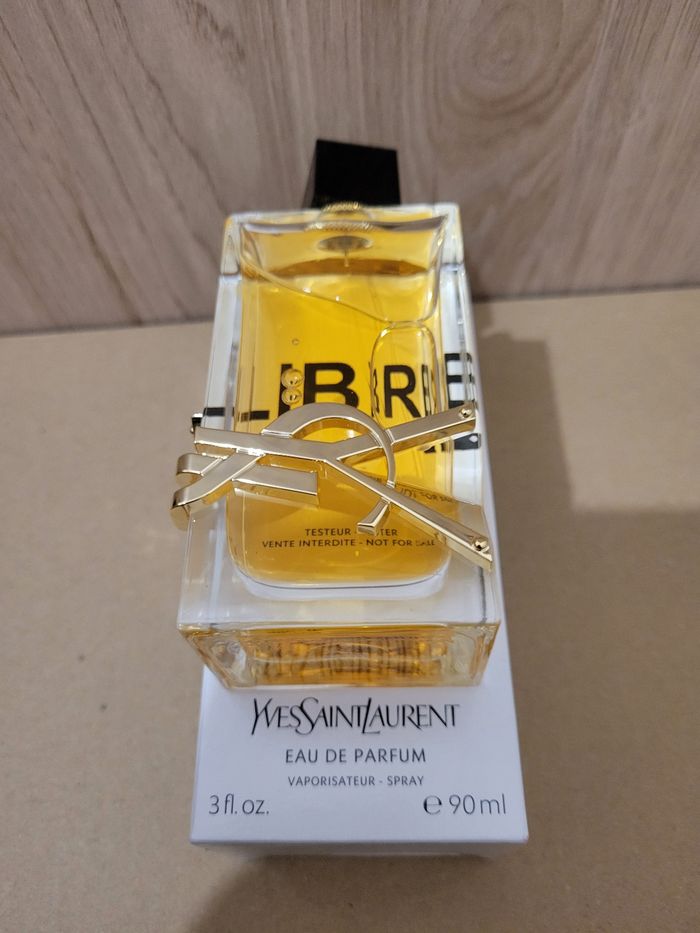 LIBRE
TESTEUR -
VENTE INTERDITE - NOT FOR SALE
YVESSAINTLAURENT
EAU DE PARFUM
VAPORISATEUR - SPRAY
3 fl. oz. ℮ 90 ml